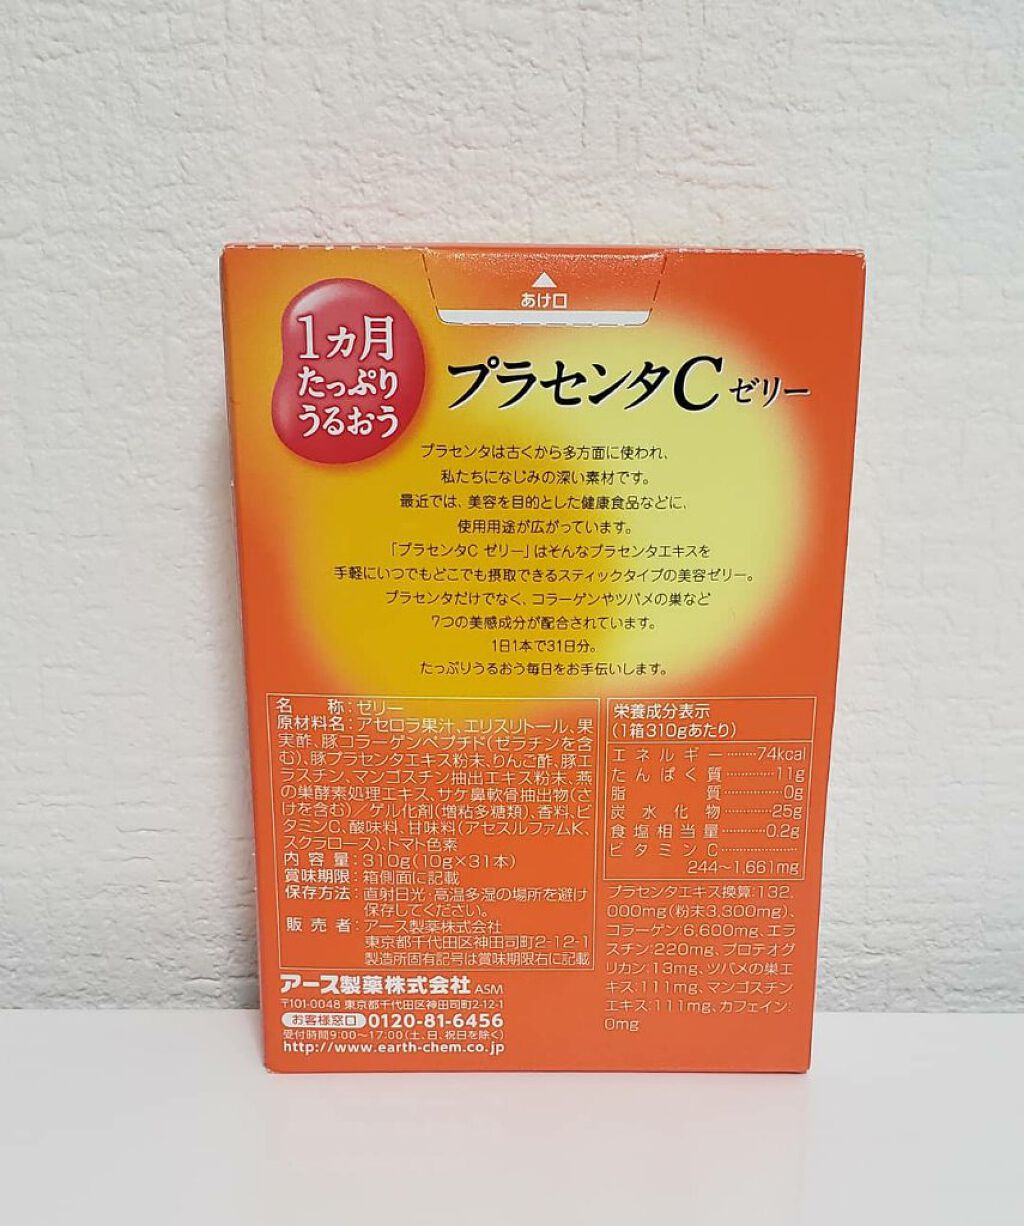 あけ口
1ヵ月
たっぷり
うるおう
プラセンタC ゼリー
プラセンタは古くから多方面に使われ、
私たちになじみの深い素材です。
最近では、美容を目的とした健康食品などに、
使用用途が広がっています。
「プラセンタC ゼリー」はそんなプラセンタエキスを
手軽にいつでもどこでも摂取できるスティックタイプの美容ゼリー。
プラセンタだけでなく、コラーゲンやツバメの巣など
7つの美感成分が配合されています。
1日1本で31日分。
たっぷりうるおう毎日をお手伝いします。
名称:ゼリー
原材料名:アセロラ果汁、エリスリトール、果
実酢、豚コラーゲンペプチド(ゼラチンを含
む)、豚プラセンタエキス粉末、りんご酢、豚エ
ラスチン、マンゴスチン抽出エキス粉末、燕
の巣酵素処理エキス、サケ鼻軟骨抽出物(さ
けを含む)/ゲル化剤(増粘多糖類)、香料、ビ
タミンC、酸味料、甘味料(アセスルファムK、
スクラロース)、トマト色素
内容量:310g(10g×31本)
賞味期限:箱側面に記載
保存方法:直射日光・高温多湿の場所を避け
保存してください。
販売者:アース製薬株式会社
東京都千代田区神田司町2-12-1
製造所固有記号は賞味期限右に記載
アース製薬株式会社 ASM
〒101-0048 東京都千代田区神田司町2-12-1
お客様窓口 0120-81-6456
受付時間9:00〜17:00(土、日、祝日を除く)
http://www.earth-chem.co.jp
栄養成分表示
(1箱310gあたり)
エネルギー………74kcal
たんぱく質…………11g
脂質……………0g
炭水化物………25g
食塩相当量………0.2g
ビタミンC………………
244〜1,661mg
プラセンタエキス換算:132,
000mg(粉末3,300mg)、
コラーゲン:6,600mg、エラ
スチン:220mg、プロテオグ
リカン:13mg、ツバメの巣エ
キス:111mg、マンゴスチン
エキス:111mg、カフェイン:
0mg